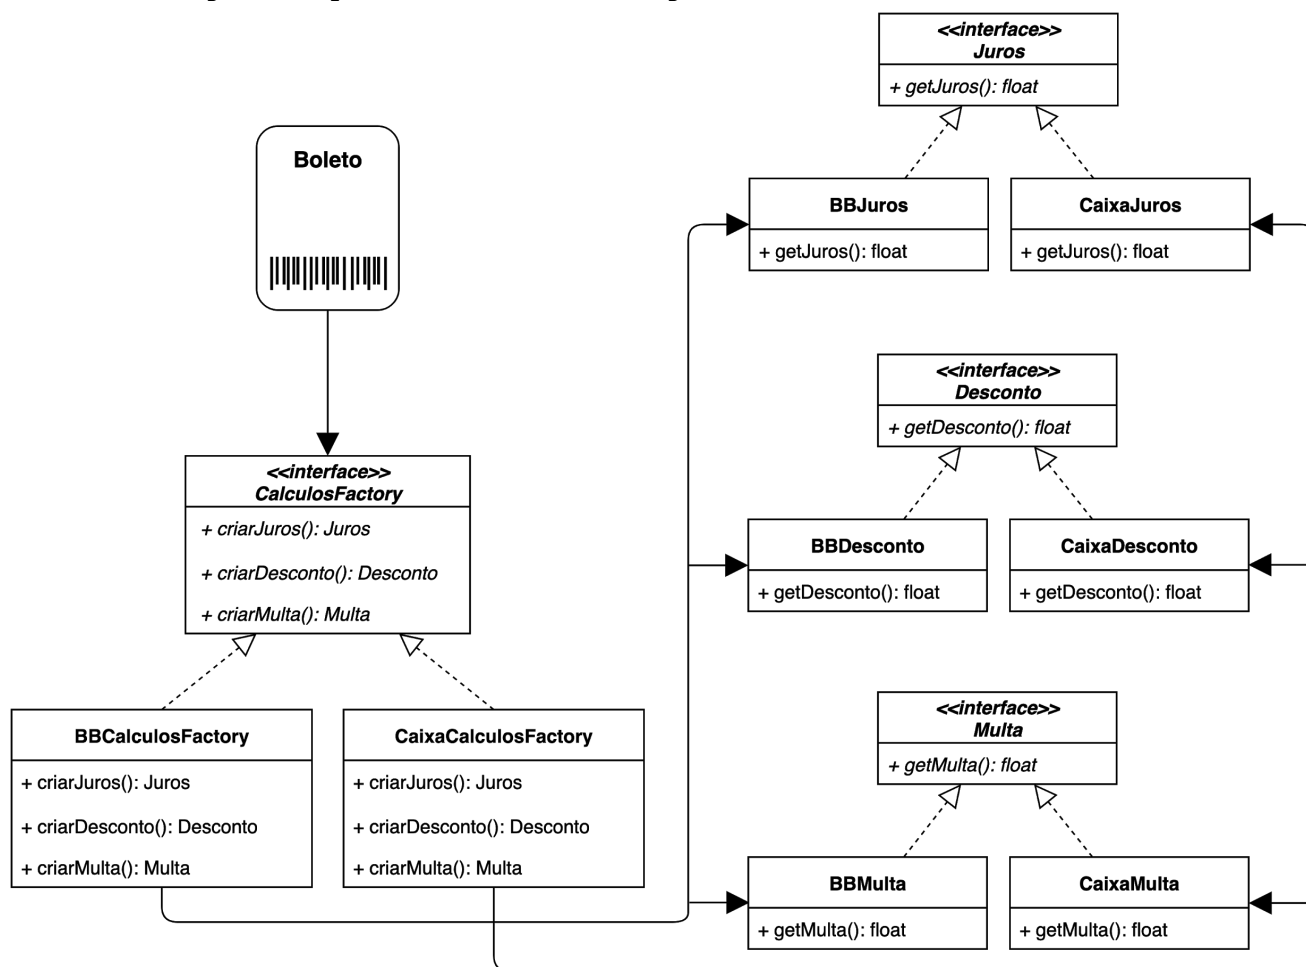 <<interface>>
Juros
+ getJuros(): float
Boleto
BBJuros
+ getJuros(): float
CaixaJuros
+ getJuros(): float
<<interface>>
Desconto
+ getDesconto(): float
<<interface>>
CalculosFactory
+ criarJuros(): Juros
+ criarDesconto(): Desconto
+ criarMulta(): Multa
BBDesconto
+ getDesconto(): float
CaixaDesconto
+ getDesconto(): float
<<interface>>
Multa
+ getMulta(): float
BBCalculosFactory
+ criarJuros(): Juros
+ criarDesconto(): Desconto
+ criarMulta(): Multa
CaixaCalculosFactory
+ criarJuros(): Juros
+ criarDesconto(): Desconto
+ criarMulta(): Multa
BBMulta
+ getMulta(): float
CaixaMulta
+ getMulta(): float